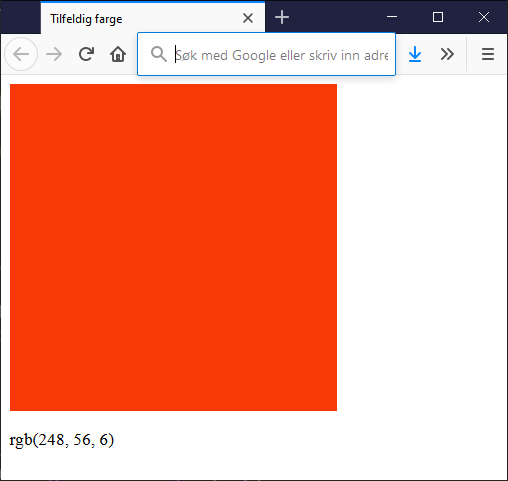 Tilfeldig farge
Søk med Google eller skriv inn adre
rgb(248, 56, 6)